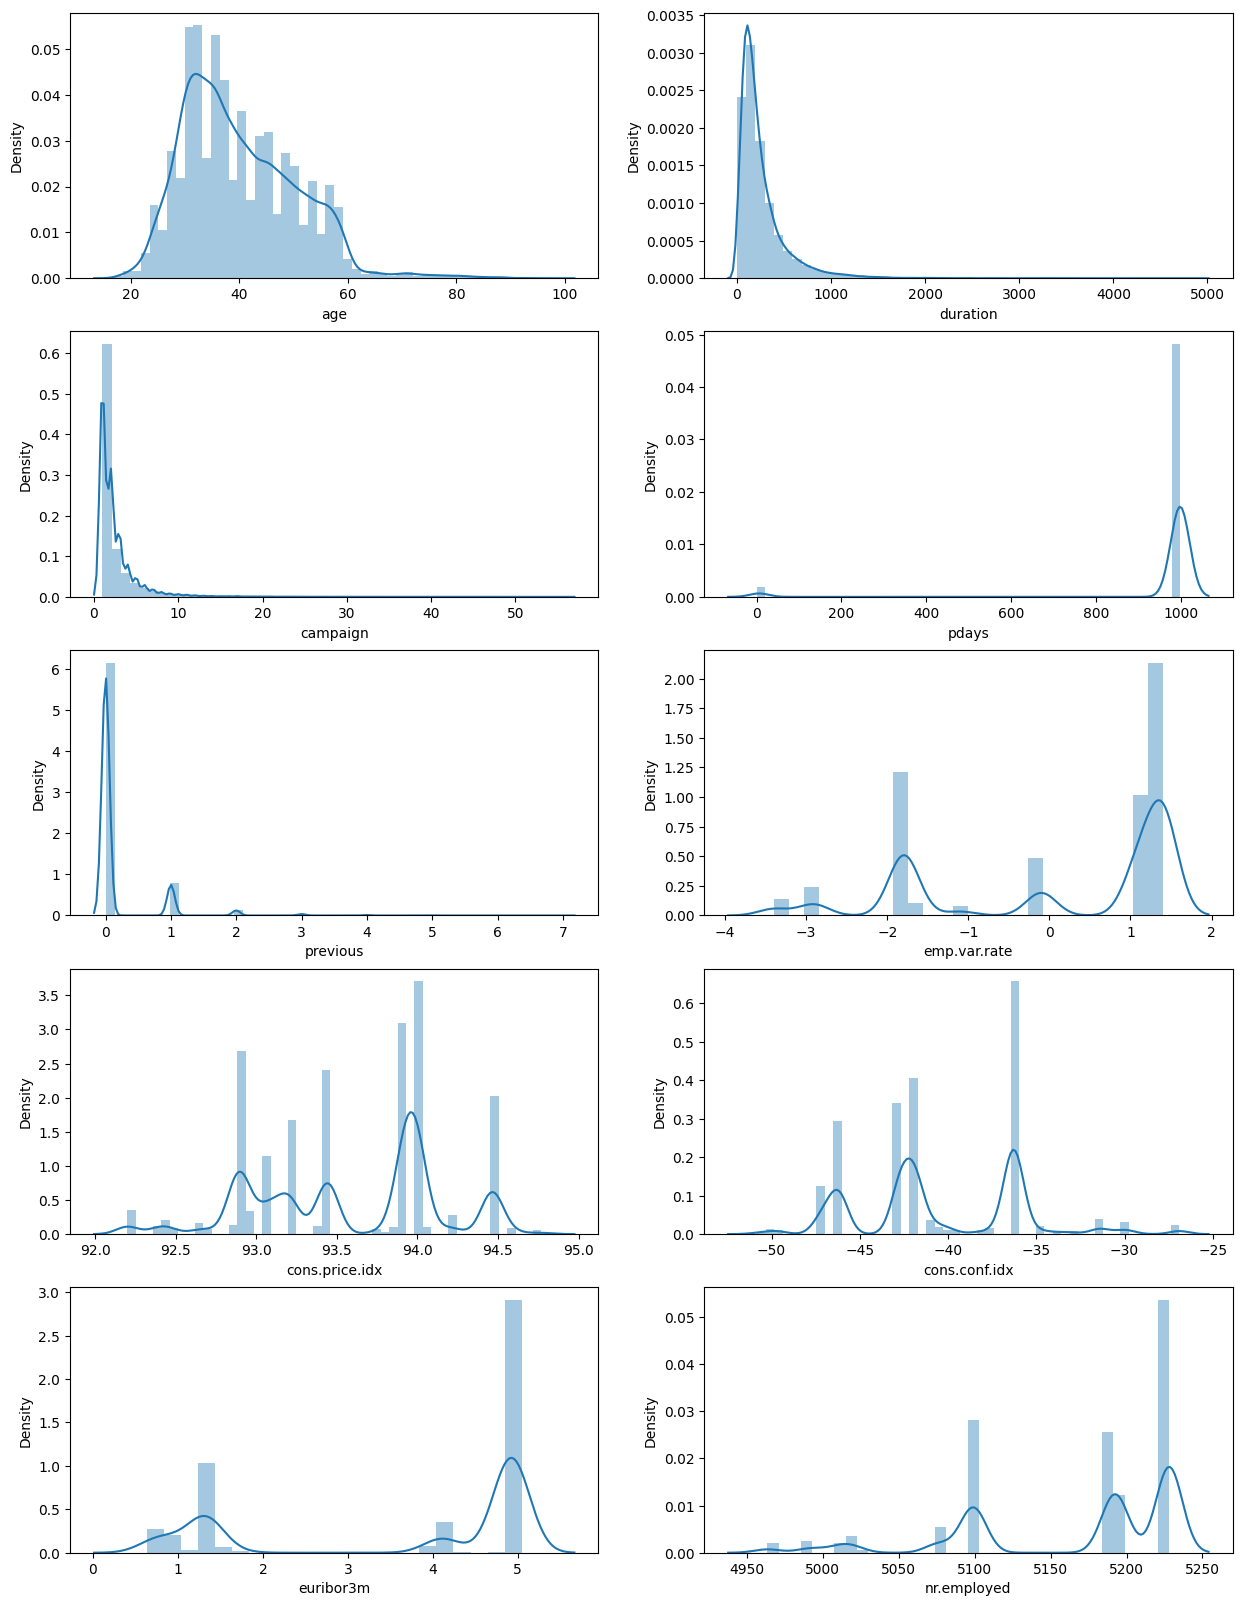 0.05
0.04
0.03
0.02
0.01
0.00
Density
20 40 60 80 100
age
0.0035
0.0030
0.0025
0.0020
0.0015
0.0010
0.0005
0.0000
Density
0 1000 2000 3000 4000 5000
duration
0.6
0.5
0.4
0.3
0.2
0.1
0.0
Density
0 10 20 30 40 50
campaign
0.05
0.04
0.03
0.02
0.01
0.00
Density
0 200 400 600 800 1000
pdays
6
5
4
3
2
1
0
Density
0 1 2 3 4 5 6 7
previous
2.00
1.75
1.50
1.25
1.00
0.75
0.50
0.25
0.00
Density
−4 −3 −2 −1 0 1 2
emp.var.rate
3.5
3.0
2.5
2.0
1.5
1.0
0.5
0.0
Density
92.0 92.5 93.0 93.5 94.0 94.5 95.0
cons.price.idx
0.6
0.5
0.4
0.3
0.2
0.1
0.0
Density
−50 −45 −40 −35 −30 −25
cons.conf.idx
3.0
2.5
2.0
1.5
1.0
0.5
0.0
Density
0 1 2 3 4 5
euribor3m
0.05
0.04
0.03
0.02
0.01
0.00
Density
4950 5000 5050 5100 5150 5200 5250
nr.employed